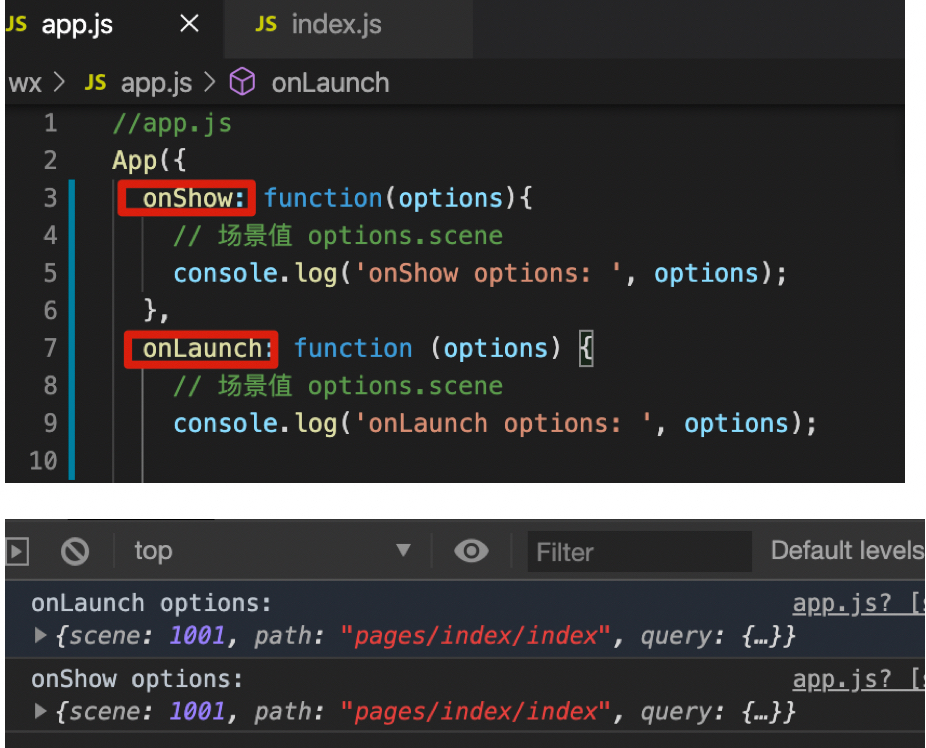 JS app.js × JS index.js
wx > JS app.js > onLaunch
1 //app.js
2 App({
3 onShow: function(options){
4 // 场景值 options.scene
5 console.log('onShow options: ', options);
6 },
7 onLaunch: function (options) {
8 // 场景值 options.scene
9 console.log('onLaunch options: ', options);
10
top ▼ Filter Default levels
onLaunch options: app.js? [s
▶ {scene: 1001, path: "pages/index/index", query: {…}}
onShow options: app.js? [s
▶ {scene: 1001, path: "pages/index/index", query: {…}}